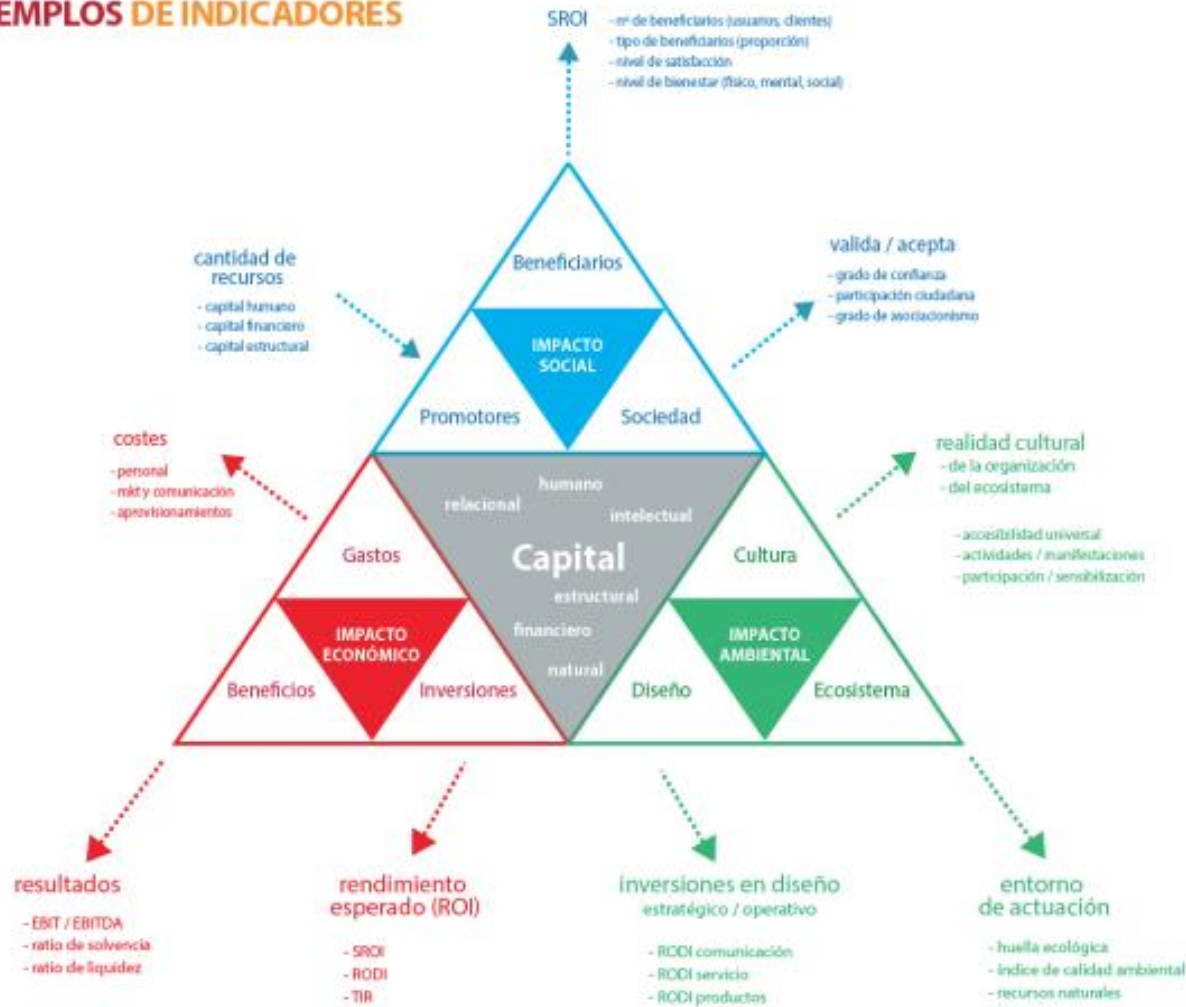 EMPLOS DE INDICADORES
SROI
- nº de beneficiarios (usuarios, clientes)
- tipo de beneficiarios (proporción)
- nivel de satisfacción
- nivel de bienestar (físico, mental, social)
cantidad de
recursos
- capital humano
- capital financiero
- capital estructural
Beneficiarios
valida / acepta
- grado de confianza
- participación ciudadana
- grado de asociacionismo
IMPACTO
SOCIAL
Promotores
Sociedad
costes
- personal
- mkt y comunicación
- aprovisionamientos
realidad cultural
- de la organización
- del ecosistema
- accesibilidad universal
- actividades / manifestaciones
- participación / sensibilización
humano
relacional
intelectual
Capital
estructural
financiero
natural
Gastos
IMPACTO
ECONÓMICO
Beneficios
Inversiones
Cultura
IMPACTO
AMBIENTAL
Diseño
Ecosistema
resultados
- EBIT / EBITDA
- ratio de solvencia
- ratio de liquidez
rendimiento
esperado (ROI)
- SROI
- RODI
- TIR
inversiones en diseño
estratégico / operativo
- RODI comunicación
- RODI servicio
- RODI productos
entorno
de actuación
- huella ecológica
- índice de calidad ambiental
- recursos naturales